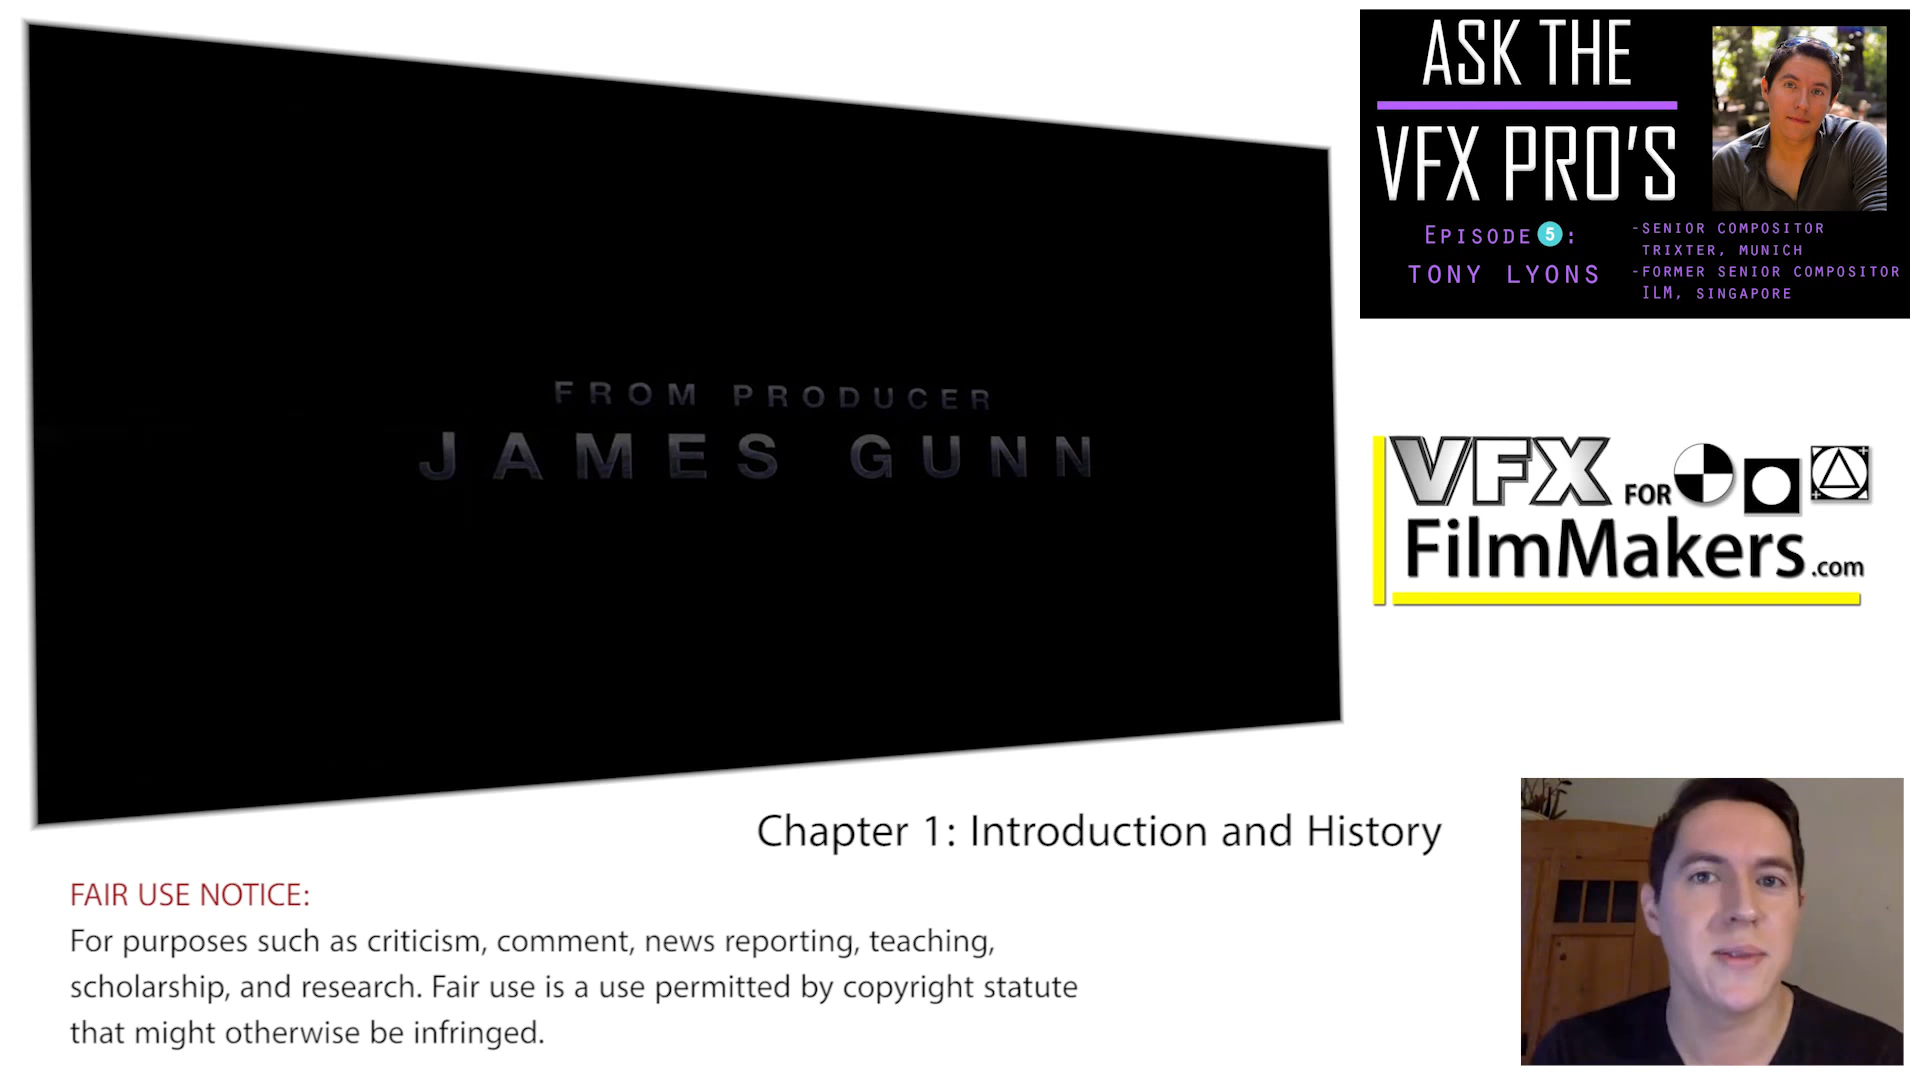 FROM PRODUCER
JAMES GUNN
ASK THE
VFX PRO'S
EPISODE 5:
TONY LYONS
-SENIOR COMPOSITOR
TRIXTER, MUNICH
-FORMER SENIOR COMPOSITOR
ILM, SINGAPORE
VFX FOR
FilmMakers.com
Chapter 1: Introduction and History
FAIR USE NOTICE:
For purposes such as criticism, comment, news reporting, teaching,
scholarship, and research. Fair use is a use permitted by copyright statute
that might otherwise be infringed.